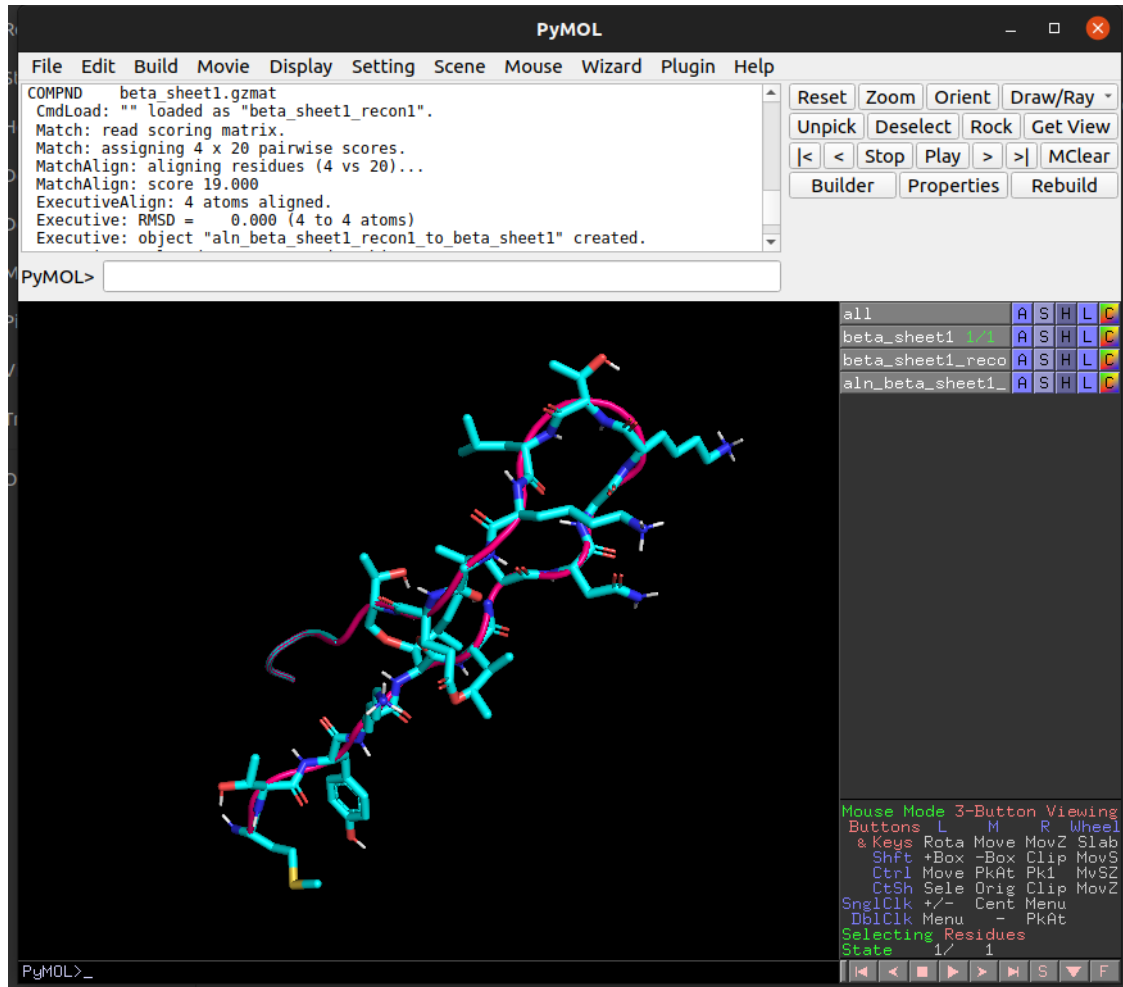 PyMOL
File Edit Build Movie Display Setting Scene Mouse Wizard Plugin Help
COMPND    beta_sheet1.gzmat
CmdLoad: "" loaded as "beta_sheet1_recon1".
Match: read scoring matrix.
Match: assigning 4 x 20 pairwise scores.
MatchAlign: aligning residues (4 vs 20)...
MatchAlign: score 19.000
ExecutiveAlign: 4 atoms aligned.
Executive: RMSD =    0.000 (4 to 4 atoms)
Executive: object "aln_beta_sheet1_recon1_to_beta_sheet1" created.
Reset Zoom Orient Draw/Ray
Unpick Deselect Rock Get View
|< < Stop Play > >| MClear
Builder Properties Rebuild
PyMOL>
all A S H L C
beta_sheet1 1/1 A S H L C
beta_sheet1_reco A S H L C
aln_beta_sheet1_ A S H L C
Mouse Mode 3-Button Viewing
Buttons L M R Wheel
& Keys Rota Move MovZ Slab
Shft +Box -Box Clip MovS
Ctrl Move PkAt Pk1 MvSZ
CtSh Sele Orig Clip MovZ
SnglClk +/- Cent Menu
DblClk Menu - PkAt
Selecting Residues
State 1/ 1
PyMOL>_
S F